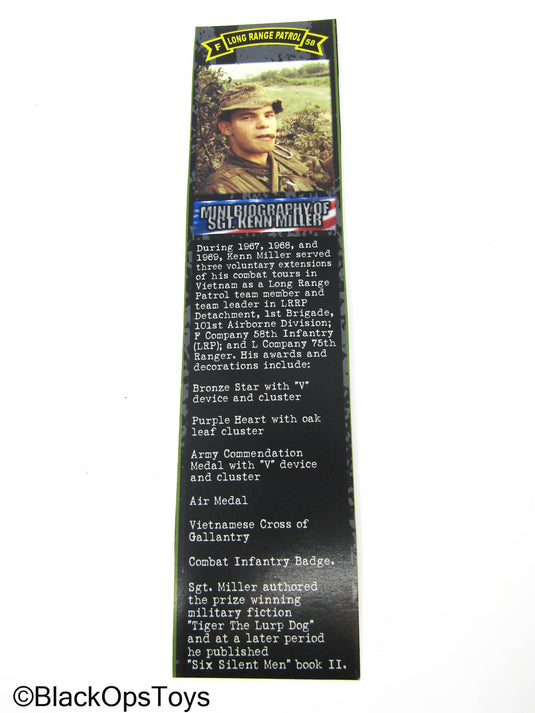 F LONG RANGE PATROL 58
MINI BIOGRAPHY OF
SGT. KENN MILLER
During 1967, 1968, and
1969, Kenn Miller served
three voluntary extensions
of his combat tours in
Vietnam as a Long Range
Patrol team member and
team leader in LRRP
Detachment, 1st Brigade,
101st Airborne Division;
F Company 58th Infantry
(LRP); and L Company 75th
Ranger. His awards and
decorations include:
Bronze Star with "V"
device and cluster
Purple Heart with oak
leaf cluster
Army Commendation
Medal with "V" device
and cluster
Air Medal
Vietnamese Cross of
Gallantry
Combat Infantry Badge.
Sgt. Miller authored
the prize winning
military fiction
"Tiger The Lurp Dog"
and at a later period
he published
"Six Silent Men" book II.
©BlackOpsToys